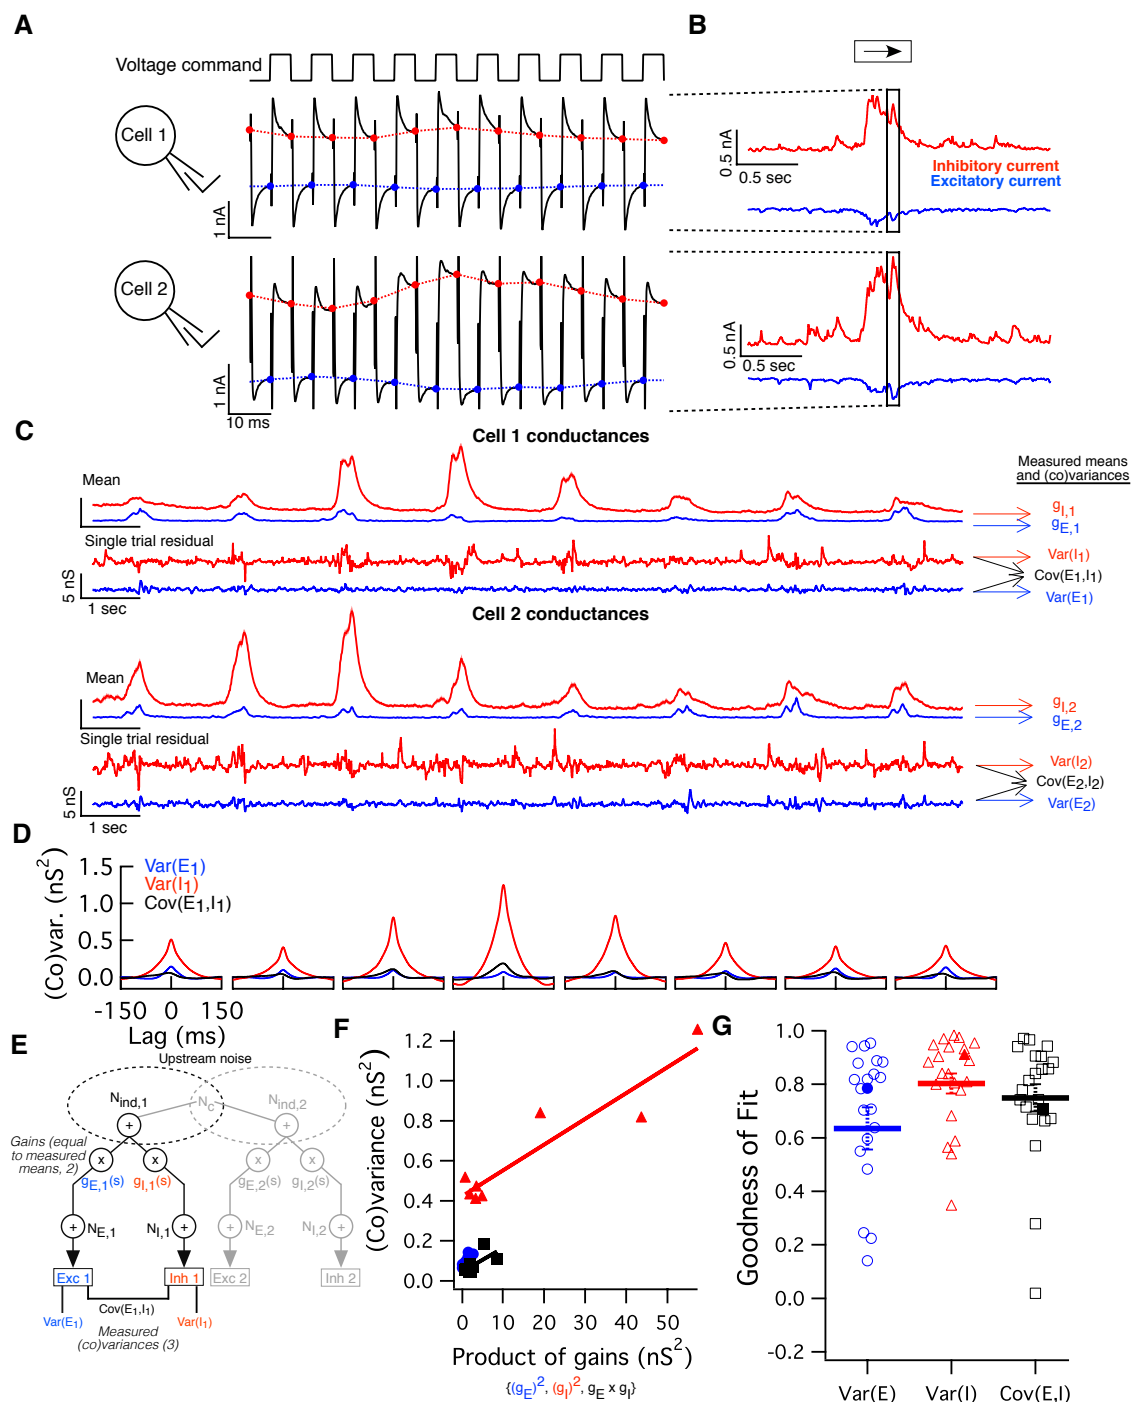 A
B
Voltage command
Cell 1
1 nA
Cell 2
1 nA
10 ms
0.5 nA
0.5 sec
Inhibitory current
Excitatory current
0.5 nA
0.5 sec
C
Cell 1 conductances
Mean
Single trial residual
5 nS
1 sec
Measured means
and (co)variances
gI,1
gE,1
Var(I1)
Cov(E1,I1)
Var(E1)
Cell 2 conductances
Mean
Single trial residual
5 nS
1 sec
gI,2
gE,2
Var(I2)
Cov(E2,I2)
Var(E2)
D
(Co)var. (nS²)
1.5
1.0
0.5
0.0
Var(E1)
Var(I1)
Cov(E1,I1)
-150 0 150
Lag (ms)
E
Upstream noise
Nind,1
Nc
Nind,2
+
+
Gains (equal
to measured
means, 2)
x
x
x
x
gE,1(s)
gI,1(s)
gE,2(s)
gI,2(s)
+
NE,1
NI,1
+
+
NE,2
NI,2
+
Exc 1
Inh 1
Exc 2
Inh 2
Cov(E1,I1)
Var(E1)
Var(I1)
Measured
(co)variances (3)
F
(Co)variance (nS²)
1.2
1.0
0.8
0.6
0.4
0.2
0.0
0 10 20 30 40 50
Product of gains (nS²)
{(gE)², (gI)², gE x gI}
G
Goodness of Fit
1.0
0.8
0.6
0.4
0.2
0.0
-0.2
Var(E) Var(I) Cov(E,I)